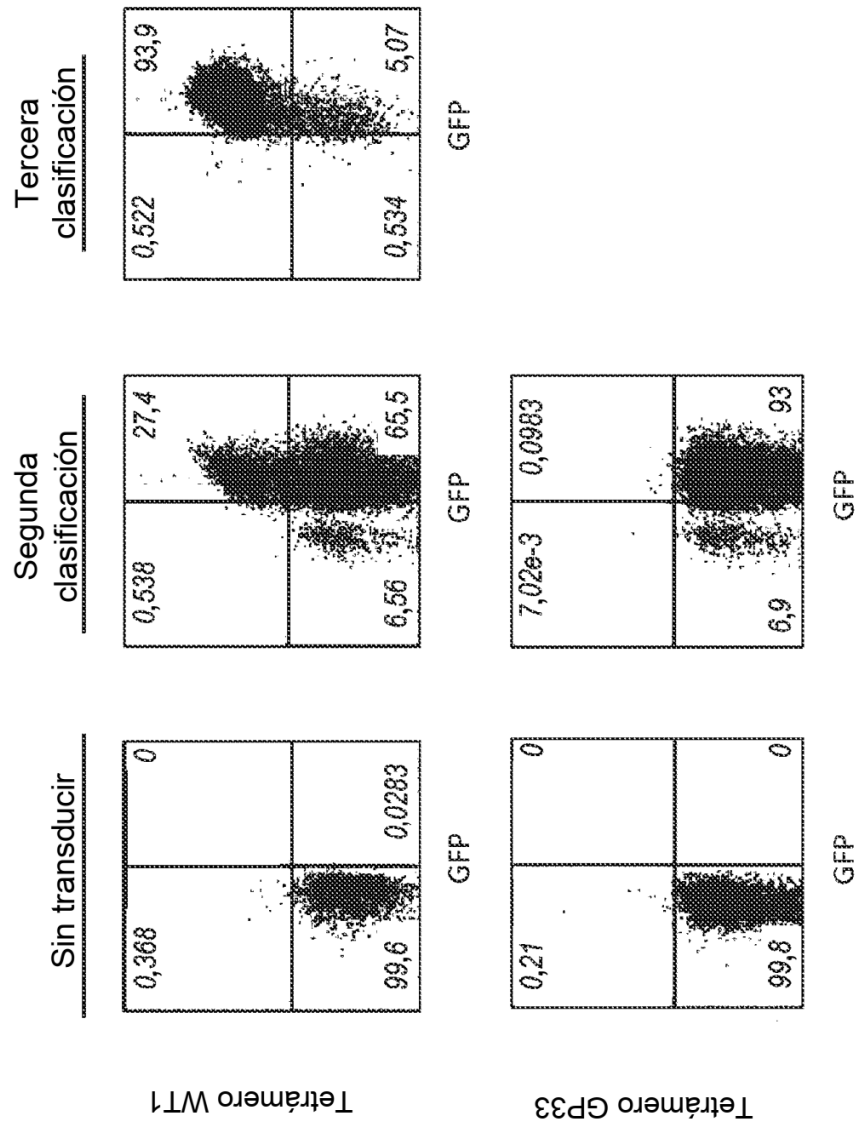 Sin transducir
Segunda
clasificación
Tercera
clasificación
Tetrámero WT1
0,368
0
99,6
0,0283
GFP
0,538
27,4
6,56
65,5
GFP
0,522
93,9
0,534
5,07
GFP
Tetrámero GP33
0,21
0
99,8
0
GFP
7,02e-3
0,0983
6,9
93
GFP